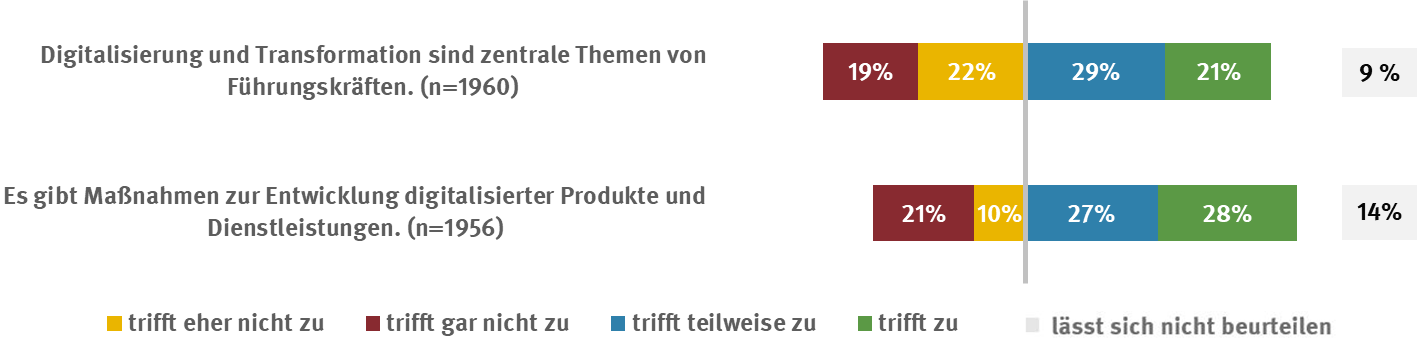 Digitalisierung und Transformation sind zentrale Themen von
Führungskräften. (n=1960)
19% 22% 29% 21% 9 %
Es gibt Maßnahmen zur Entwicklung digitalisierter Produkte und
Dienstleistungen. (n=1956)
21% 10% 27% 28% 14%
trifft eher nicht zu trifft gar nicht zu trifft teilweise zu trifft zu lässt sich nicht beurteilen